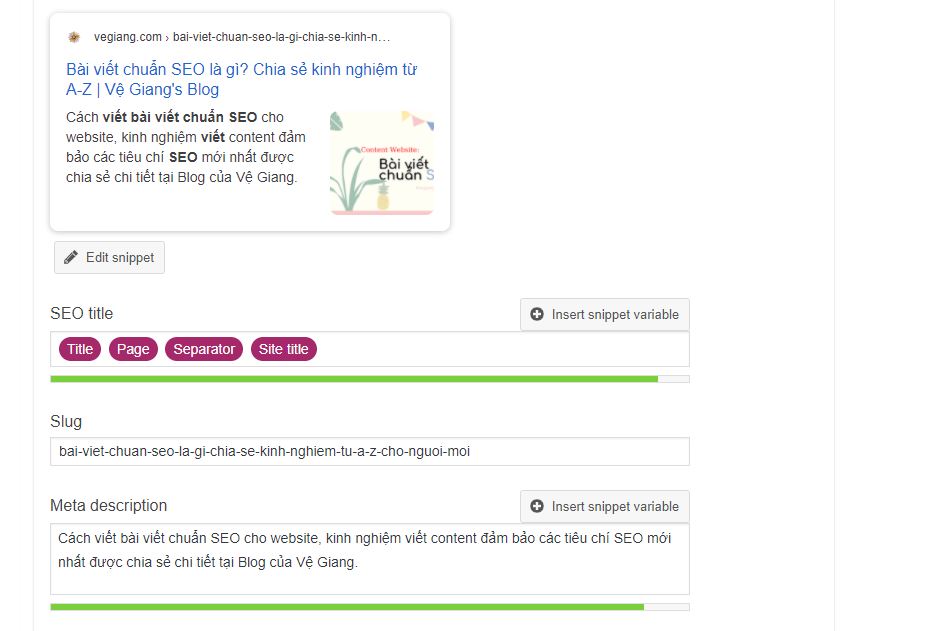 vegiang.com › bai-viet-chuan-seo-la-gi-chia-se-kinh-n…
Bài viết chuẩn SEO là gì? Chia sẻ kinh nghiệm từ
A-Z | Vệ Giang's Blog
Cách viết bài viết chuẩn SEO cho
website, kinh nghiệm viết content đảm
bảo các tiêu chí SEO mới nhất được
chia sẻ chi tiết tại Blog của Vệ Giang.
Content Website:
Bài viết
chuẩn S
Edit snippet
SEO title
Insert snippet variable
Title Page Separator Site title
Slug
bai-viet-chuan-seo-la-gi-chia-se-kinh-nghiem-tu-a-z-cho-nguoi-moi
Meta description
Insert snippet variable
Cách viết bài viết chuẩn SEO cho website, kinh nghiệm viết content đảm bảo các tiêu chí SEO mới
nhất được chia sẻ chi tiết tại Blog của Vệ Giang.